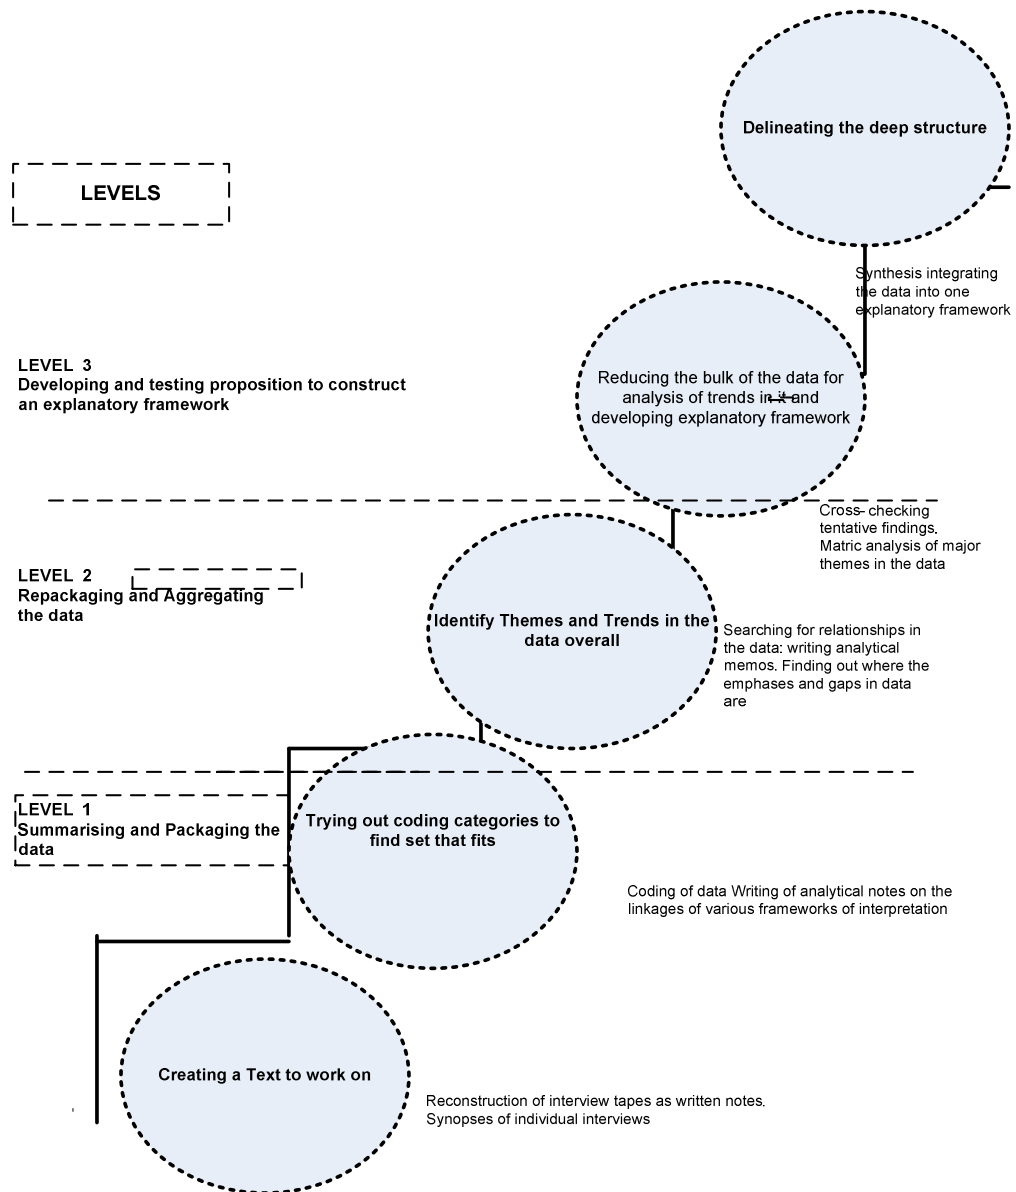 Delineating the deep structure
LEVELS
Synthesis integrating
the data into one
explanatory framework
LEVEL 3
Developing and testing proposition to construct
an explanatory framework
Reducing the bulk of the data for
analysis of trends in it and
developing explanatory framework
Cross-checking
tentative findings.
Matric analysis of major
themes in the data
LEVEL 2
Repackaging and Aggregating
the data
Identify Themes and Trends in the
data overall
Searching for relationships in
the data: writing analytical
memos. Finding out where the
emphases and gaps in data
are
LEVEL 1
Summarising and Packaging the
data
Trying out coding categories to
find set that fits
Coding of data Writing of analytical notes on the
linkages of various frameworks of interpretation
Creating a Text to work on
Reconstruction of interview tapes as written notes.
Synopses of individual interviews